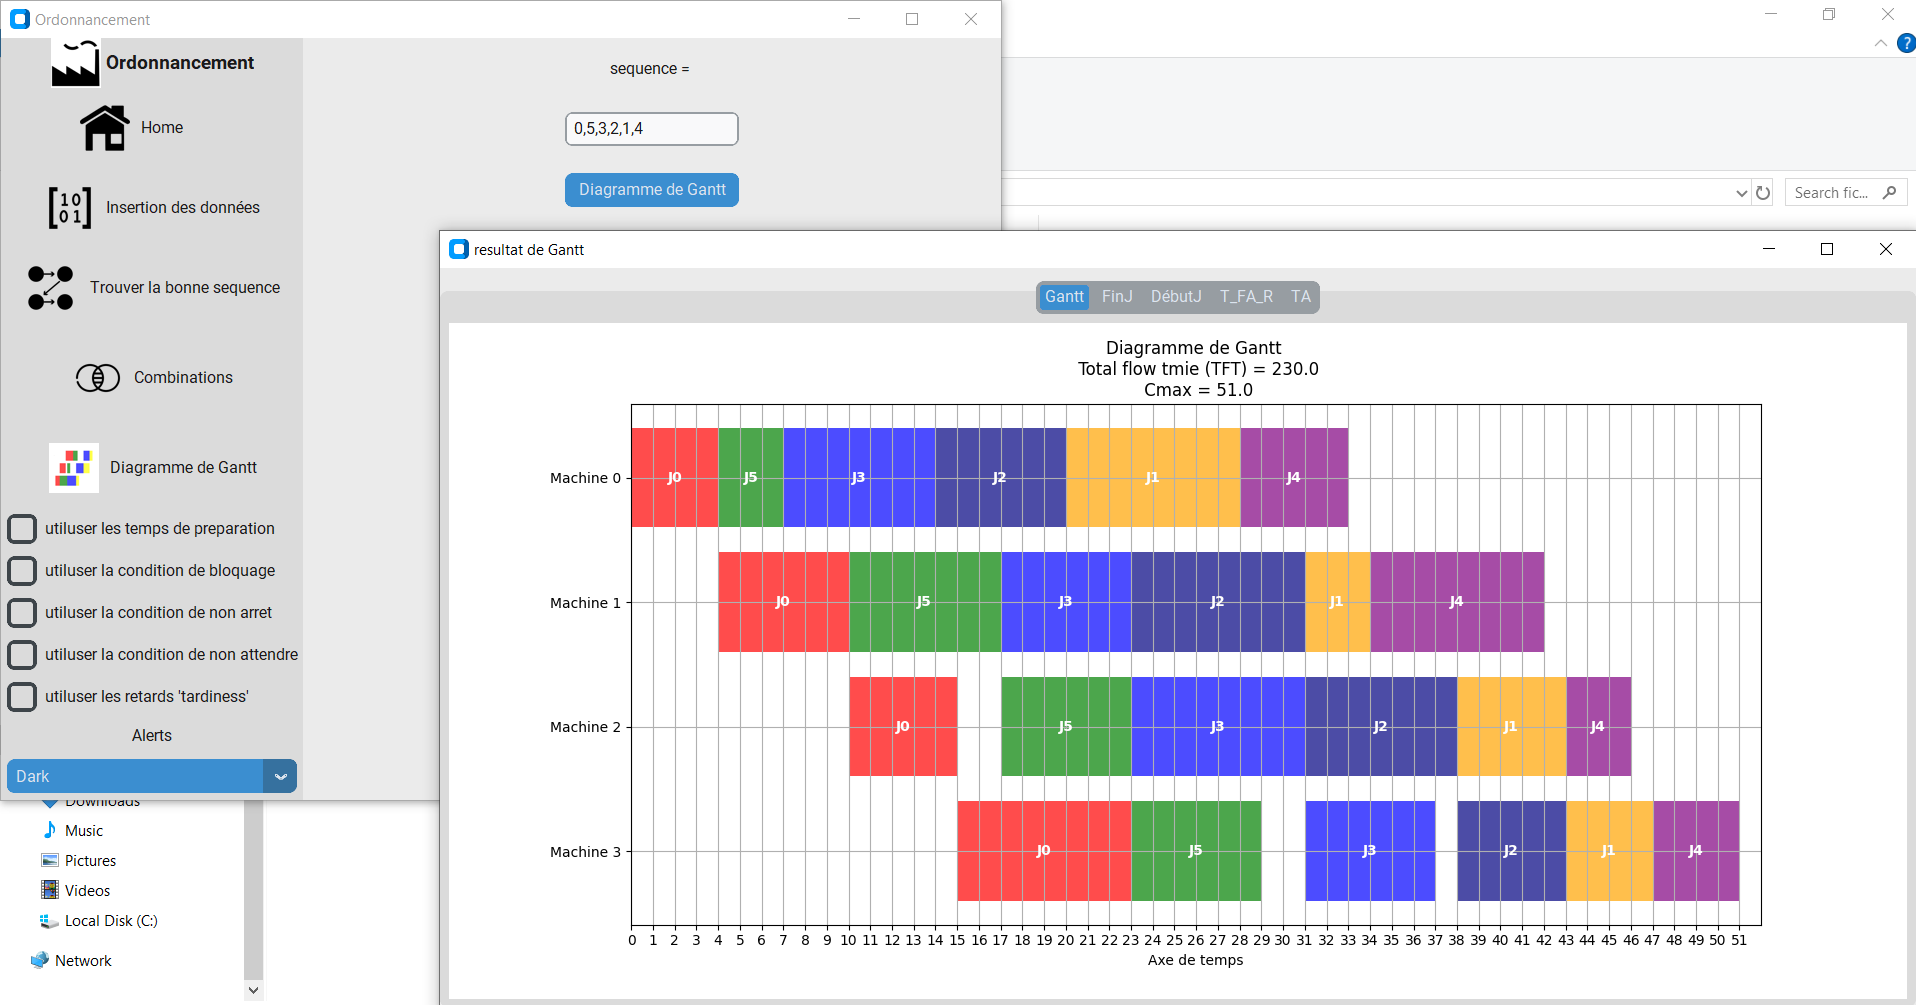 Ordonnancement
Ordonnancement
Home
Insertion des données
Trouver la bonne sequence
Combinations
Diagramme de Gantt
utiluser les temps de preparation
utiluser la condition de bloquage
utiluser la condition de non arret
utiluser la condition de non attendre
utiluser les retards 'tardiness'
Alerts
Dark
sequence =
0,5,3,2,1,4
Diagramme de Gantt
?
Search fic...
Downloads
Music
Pictures
Videos
Local Disk (C:)
Network
resultat de Gantt
Gantt FinJ DébutJ T_FA_R TA
Diagramme de Gantt
Total flow tmie (TFT) = 230.0
Cmax = 51.0
Machine 0 J0 J5 J3 J2 J1 J4
Machine 1 J0 J5 J3 J2 J1 J4
Machine 2 J0 J5 J3 J2 J1 J4
Machine 3 J0 J5 J3 J2 J1 J4
0 1 2 3 4 5 6 7 8 9 10 11 12 13 14 15 16 17 18 19 20 21 22 23 24 25 26 27 28 29 30 31 32 33 34 35 36 37 38 39 40 41 42 43 44 45 46 47 48 49 50 51
Axe de temps